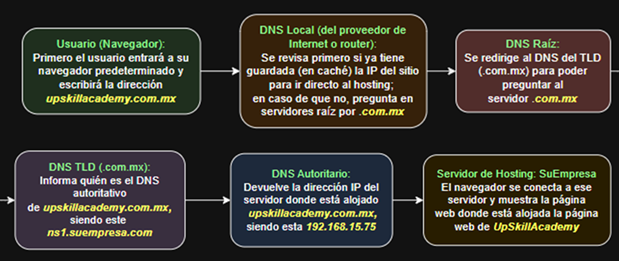 Usuario (Navegador):
Primero el usuario entrará a su
navegador predeterminado y
escribirá la dirección
upskillacademy.com.mx
DNS Local (del proveedor de
Internet o router):
Se revisa primero si ya tiene
guardada (en caché) la IP del sitio
para ir directo al hosting;
en caso de que no, pregunta en
servidores raíz por .com.mx
DNS Raíz:
Se redirige al DNS del TLD
(.com.mx) para poder
preguntar al
servidor .com.mx
DNS TLD (.com.mx):
Informa quién es el DNS
autoritativo
de upskillacademy.com.mx,
siendo este
ns1.suempresa.com
DNS Autoritario:
Devuelve la dirección IP del
servidor donde está alojado
upskillacademy.com.mx,
siendo esta 192.168.15.75
Servidor de Hosting: SuEmpresa
El navegador se conecta a ese
servidor y muestra la página
web donde está alojada la página
web de UpSkillAcademy